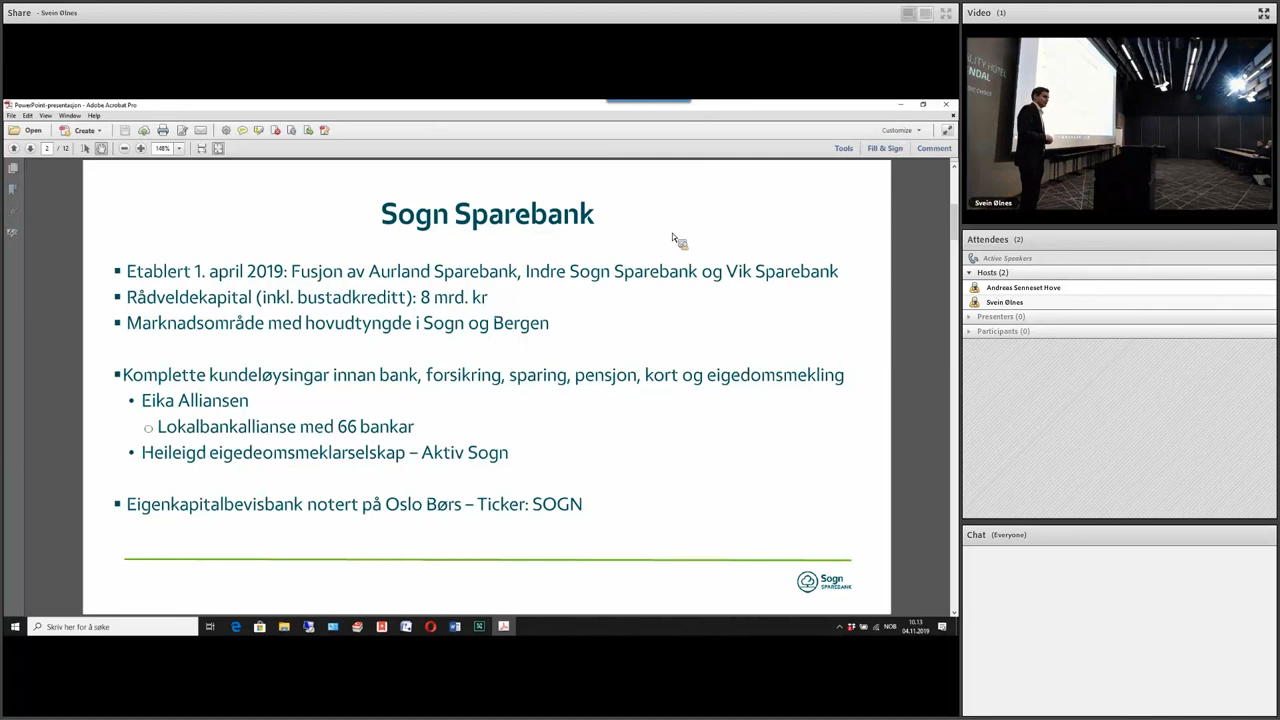 Share - Svein Ølnes
PowerPoint-presentasjon - Adobe Acrobat Pro
File Edit View Window Help
Open Create Customize
2 / 12 148% Tools Fill & Sign Comment
Sogn Sparebank
▪ Etablert 1. april 2019: Fusjon av Aurland Sparebank, Indre Sogn Sparebank og Vik Sparebank
▪ Rådveldekapital (inkl. bustadkreditt): 8 mrd. kr
▪ Marknadsområde med hovudtyngde i Sogn og Bergen
▪ Komplette kundeløysingar innan bank, forsikring, sparing, pensjon, kort og eigedomsmekling
• Eika Alliansen
○ Lokalbankallianse med 66 bankar
• Heileigd eigedeomsmeklarselskap – Aktiv Sogn
▪ Eigenkapitalbevisbank notert på Oslo Børs – Ticker: SOGN
Sogn
SPAREBANK
Skriv her for å søke
NOB
10.13
04.11.2019
Video (1)
ALITY HOTEL
NDAL
Svein Ølnes
Attendees (2)
Active Speakers
Hosts (2)
Andreas Senneset Hove
Svein Ølnes
Presenters (0)
Participants (0)
Chat (Everyone)